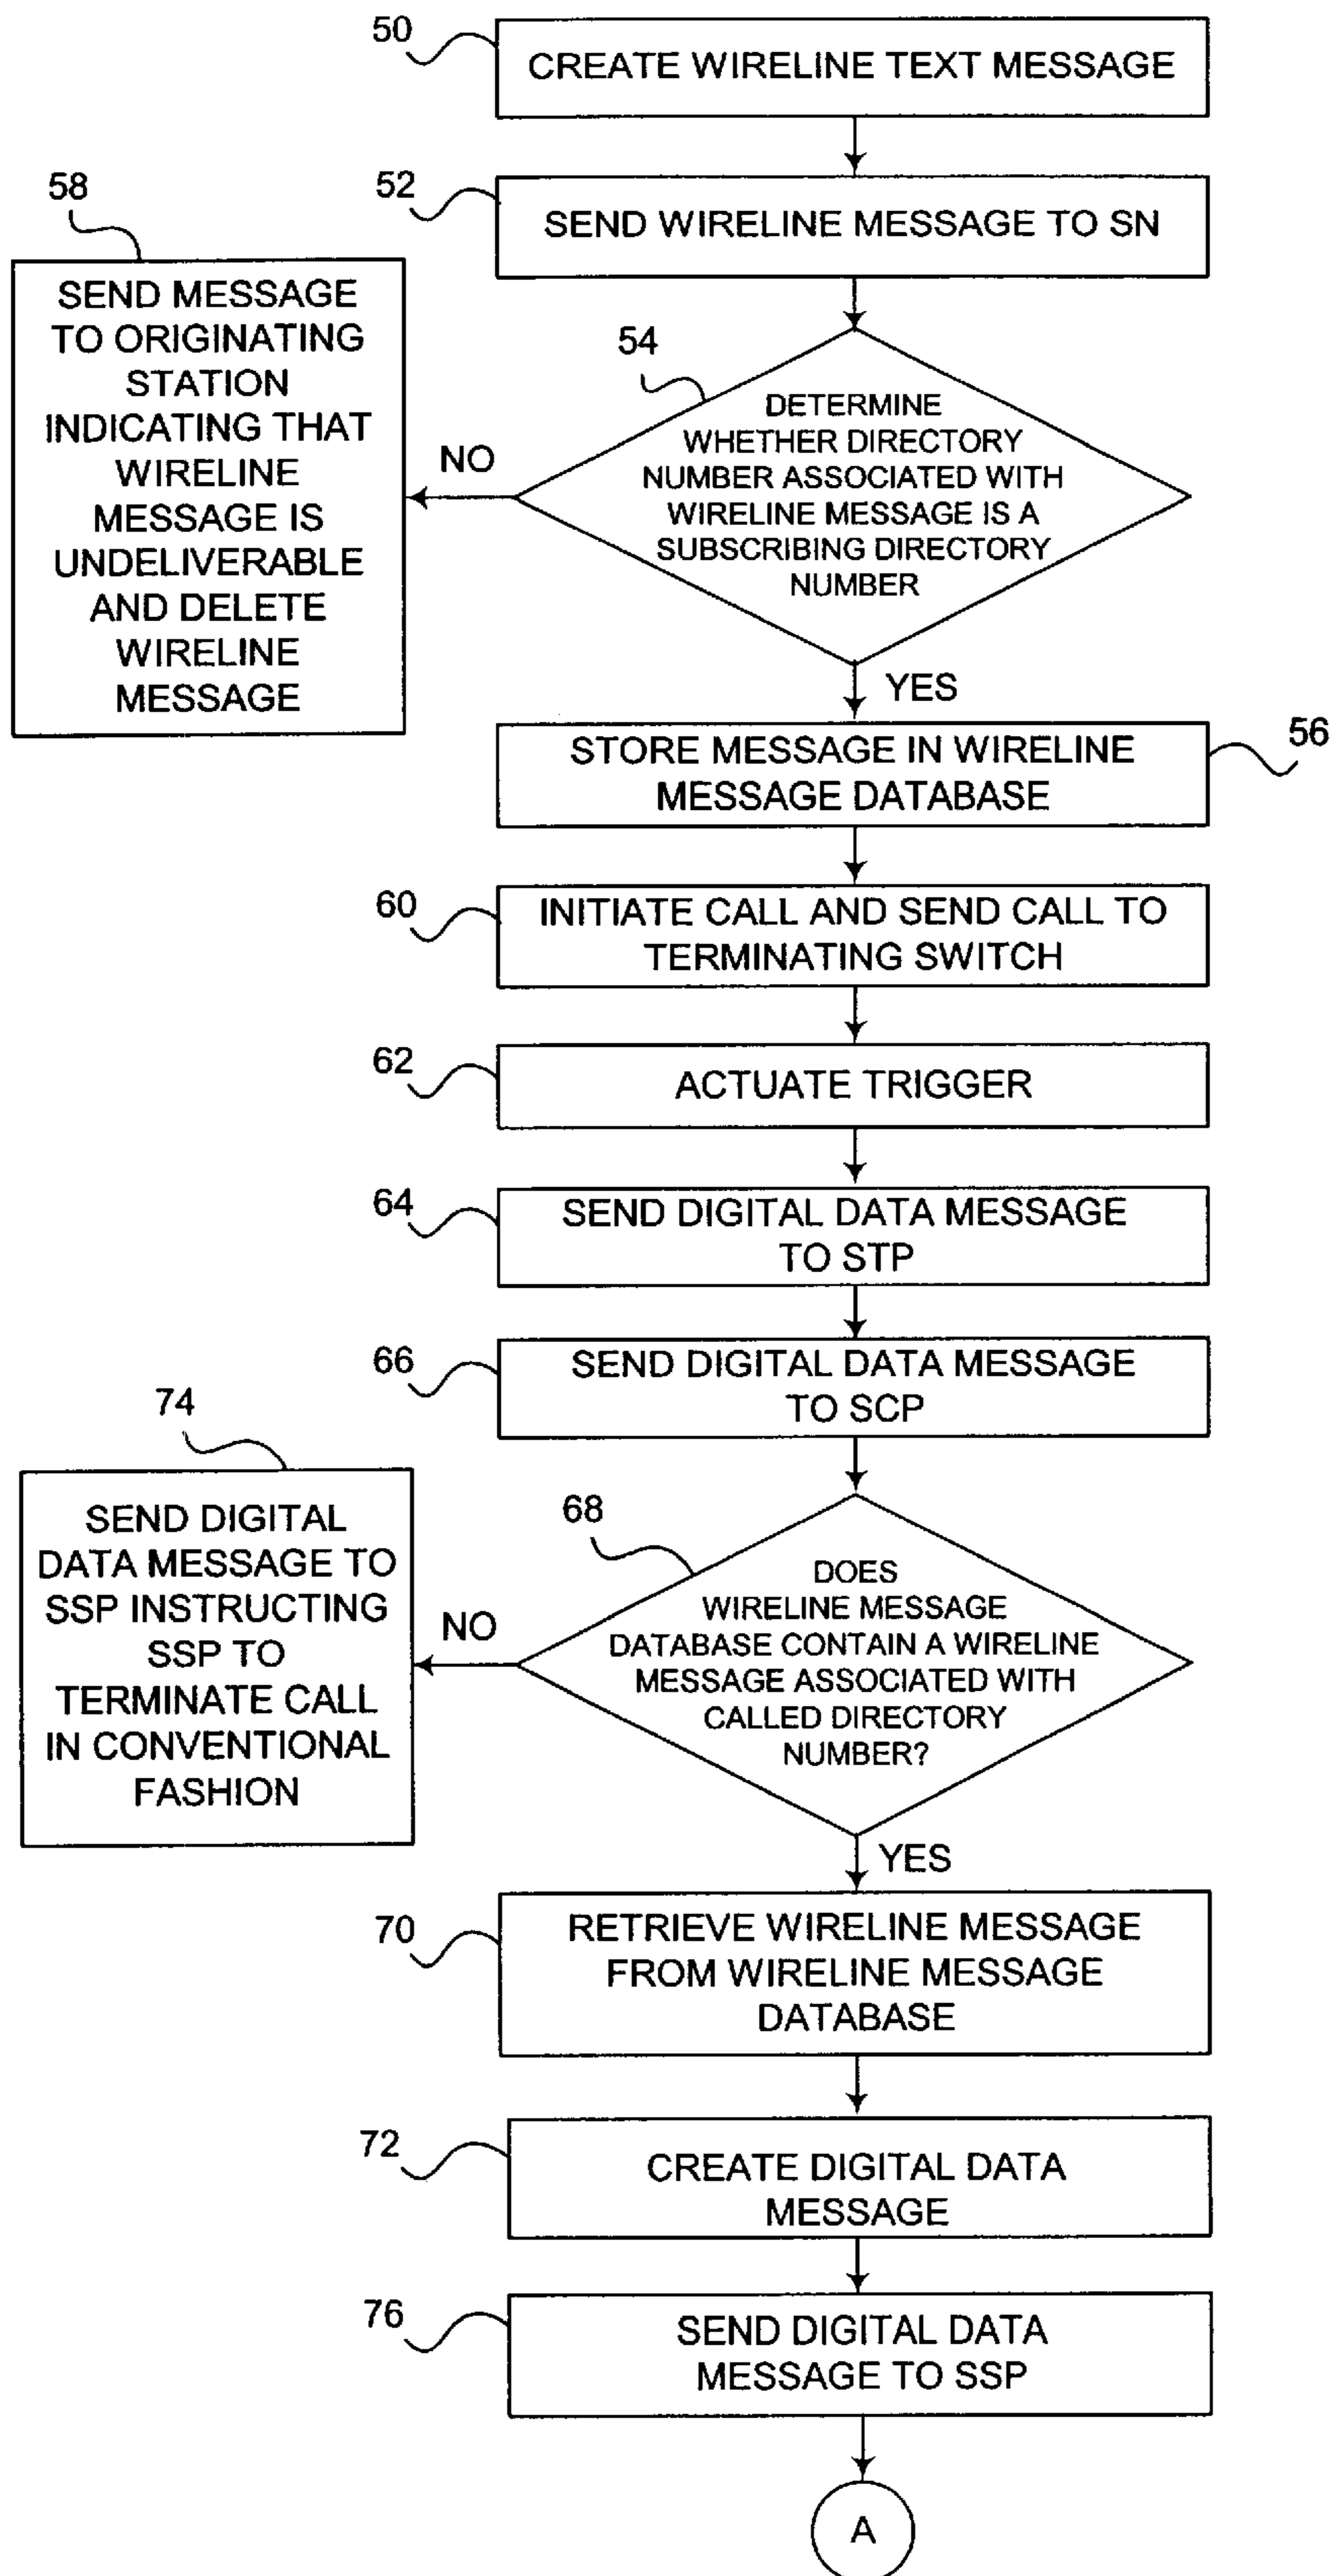 50
CREATE WIRELINE TEXT MESSAGE
52
SEND WIRELINE MESSAGE TO SN
54
DETERMINE
WHETHER DIRECTORY
NUMBER ASSOCIATED WITH
WIRELINE MESSAGE IS A
SUBSCRIBING DIRECTORY
NUMBER
NO
58
SEND MESSAGE
TO ORIGINATING
STATION
INDICATING THAT
WIRELINE
MESSAGE IS
UNDELIVERABLE
AND DELETE
WIRELINE
MESSAGE
YES
56
STORE MESSAGE IN WIRELINE
MESSAGE DATABASE
60
INITIATE CALL AND SEND CALL TO
TERMINATING SWITCH
62
ACTUATE TRIGGER
64
SEND DIGITAL DATA MESSAGE
TO STP
66
SEND DIGITAL DATA MESSAGE
TO SCP
68
DOES
WIRELINE MESSAGE
DATABASE CONTAIN A WIRELINE
MESSAGE ASSOCIATED WITH
CALLED DIRECTORY
NUMBER?
NO
74
SEND DIGITAL
DATA MESSAGE TO
SSP INSTRUCTING
SSP TO
TERMINATE CALL
IN CONVENTIONAL
FASHION
YES
70
RETRIEVE WIRELINE MESSAGE
FROM WIRELINE MESSAGE
DATABASE
72
CREATE DIGITAL DATA
MESSAGE
76
SEND DIGITAL DATA
MESSAGE TO SSP
A